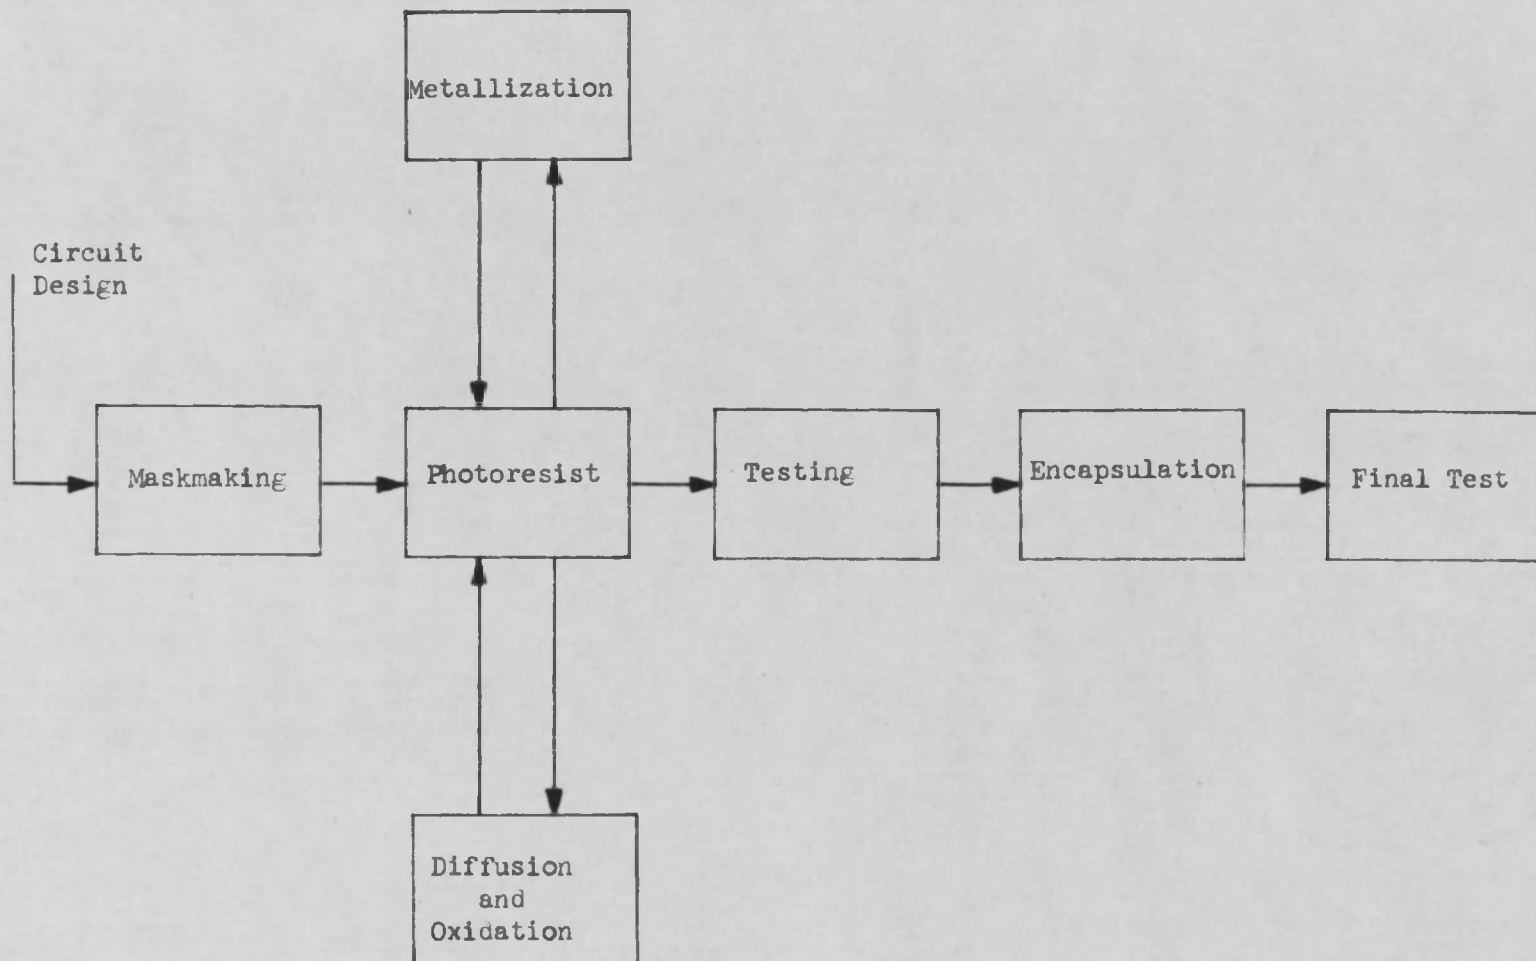 Metallization
Circuit
Design
Maskmaking
Photoresist
Testing
Encapsulation
Final Test
Diffusion
and
Oxidation